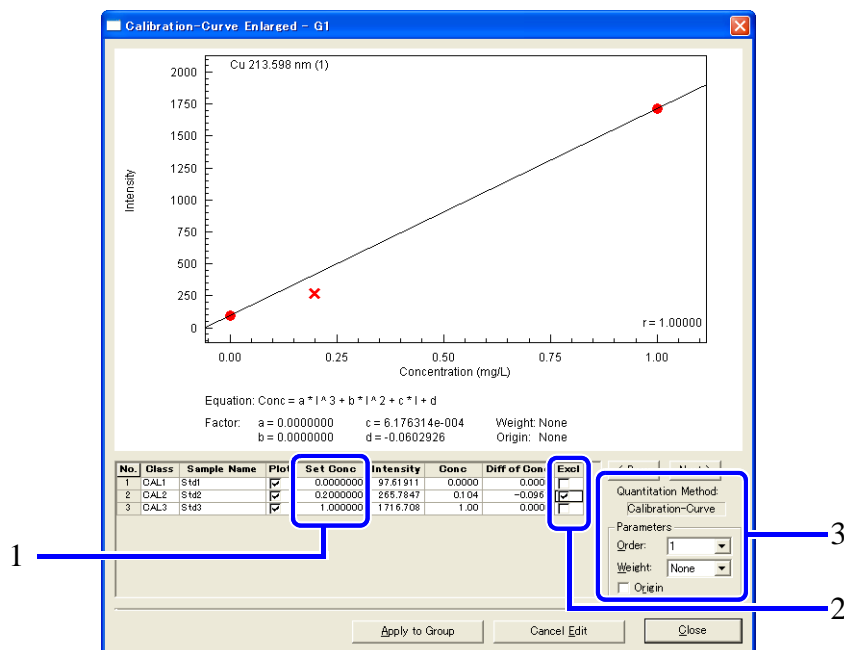 Calibration-Curve Enlarged - G1
Cu 213.598 nm (1)
2000
1750
1500
1250
1000
750
500
250
0
Intensity
r = 1.00000
0.00 0.25 0.50 0.75 1.00
Concentration (mg/L)
Equation: Conc = a * I ^ 3 + b * I ^ 2 + c * I + d
Factor: a = 0.0000000 c = 6.176314e-004 Weight: None
b = 0.0000000 d = -0.0602926 Origin: None
No. Class Sample Name Plot Set Conc Intensity Conc Diff of Conc Excl
1 CAL1 Std1 0.0000000 97.61911 0.0000 0.000
2 CAL2 Std2 0.2000000 265.7847 0.104 -0.096
3 CAL3 Std3 1.000000 1716.708 1.00 0.000
Quantitation Method:
Calibration-Curve
Parameters
Order: 1
Weight: None
Origin
1
2
3
Apply to Group Cancel Edit Close